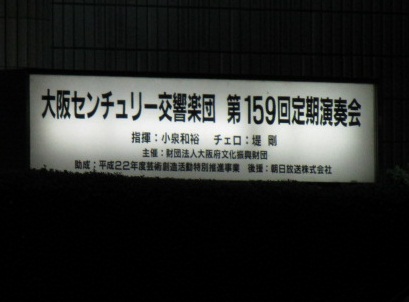 大阪センチュリー交響楽団 第159回定期演奏会
指揮：小泉和裕 チェロ：堤 剛
主催：財団法人大阪府文化振興財団
助成：平成22年度芸術創造活動特別推進事業 後援：朝日放送株式会社